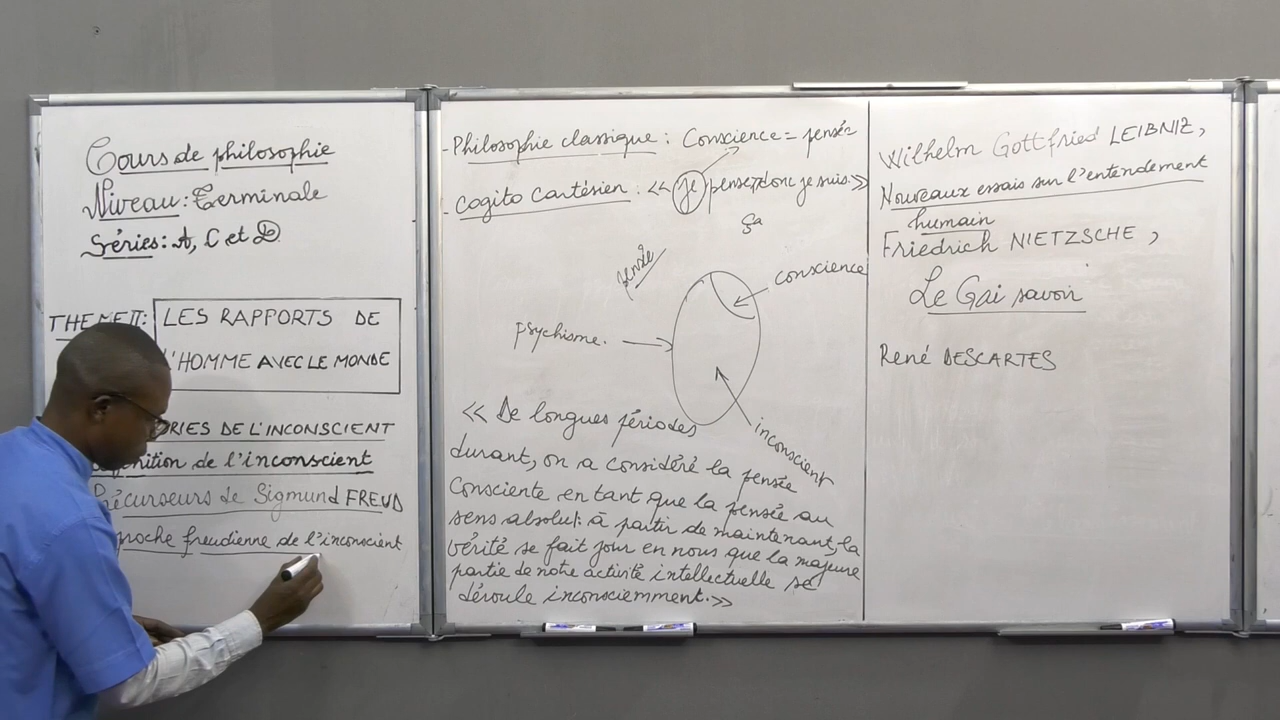 Cours de philosophie
Niveau : Terminale
Séries : A, C et D
THEME II : LES RAPPORTS DE
L'HOMME AVEC LE MONDE
ORIES DE L'INCONSCIENT
finition de l'inconscient
Précurseurs de Sigmund FREUD
proche freudienne de l'inconscient
- Philosophie classique : Conscience = pensée
- Cogito Cartésien : << je pense, donc je suis. >>
ça
pensée
conscience
psychisme.
inconscient
<< De longues périodes
durant, on a considéré la pensée
consciente en tant que la pensée au
sens absolu : à partir de maintenant, la
vérité se fait jour en nous que la majeure
partie de notre activité intellectuelle se
déroule inconsciemment. >>
Wilhelm Gottfried LEIBNIZ,
Nouveaux essais sur l'entendement
humain
Friedrich NIETZSCHE,
Le Gai savoir
René DESCARTES